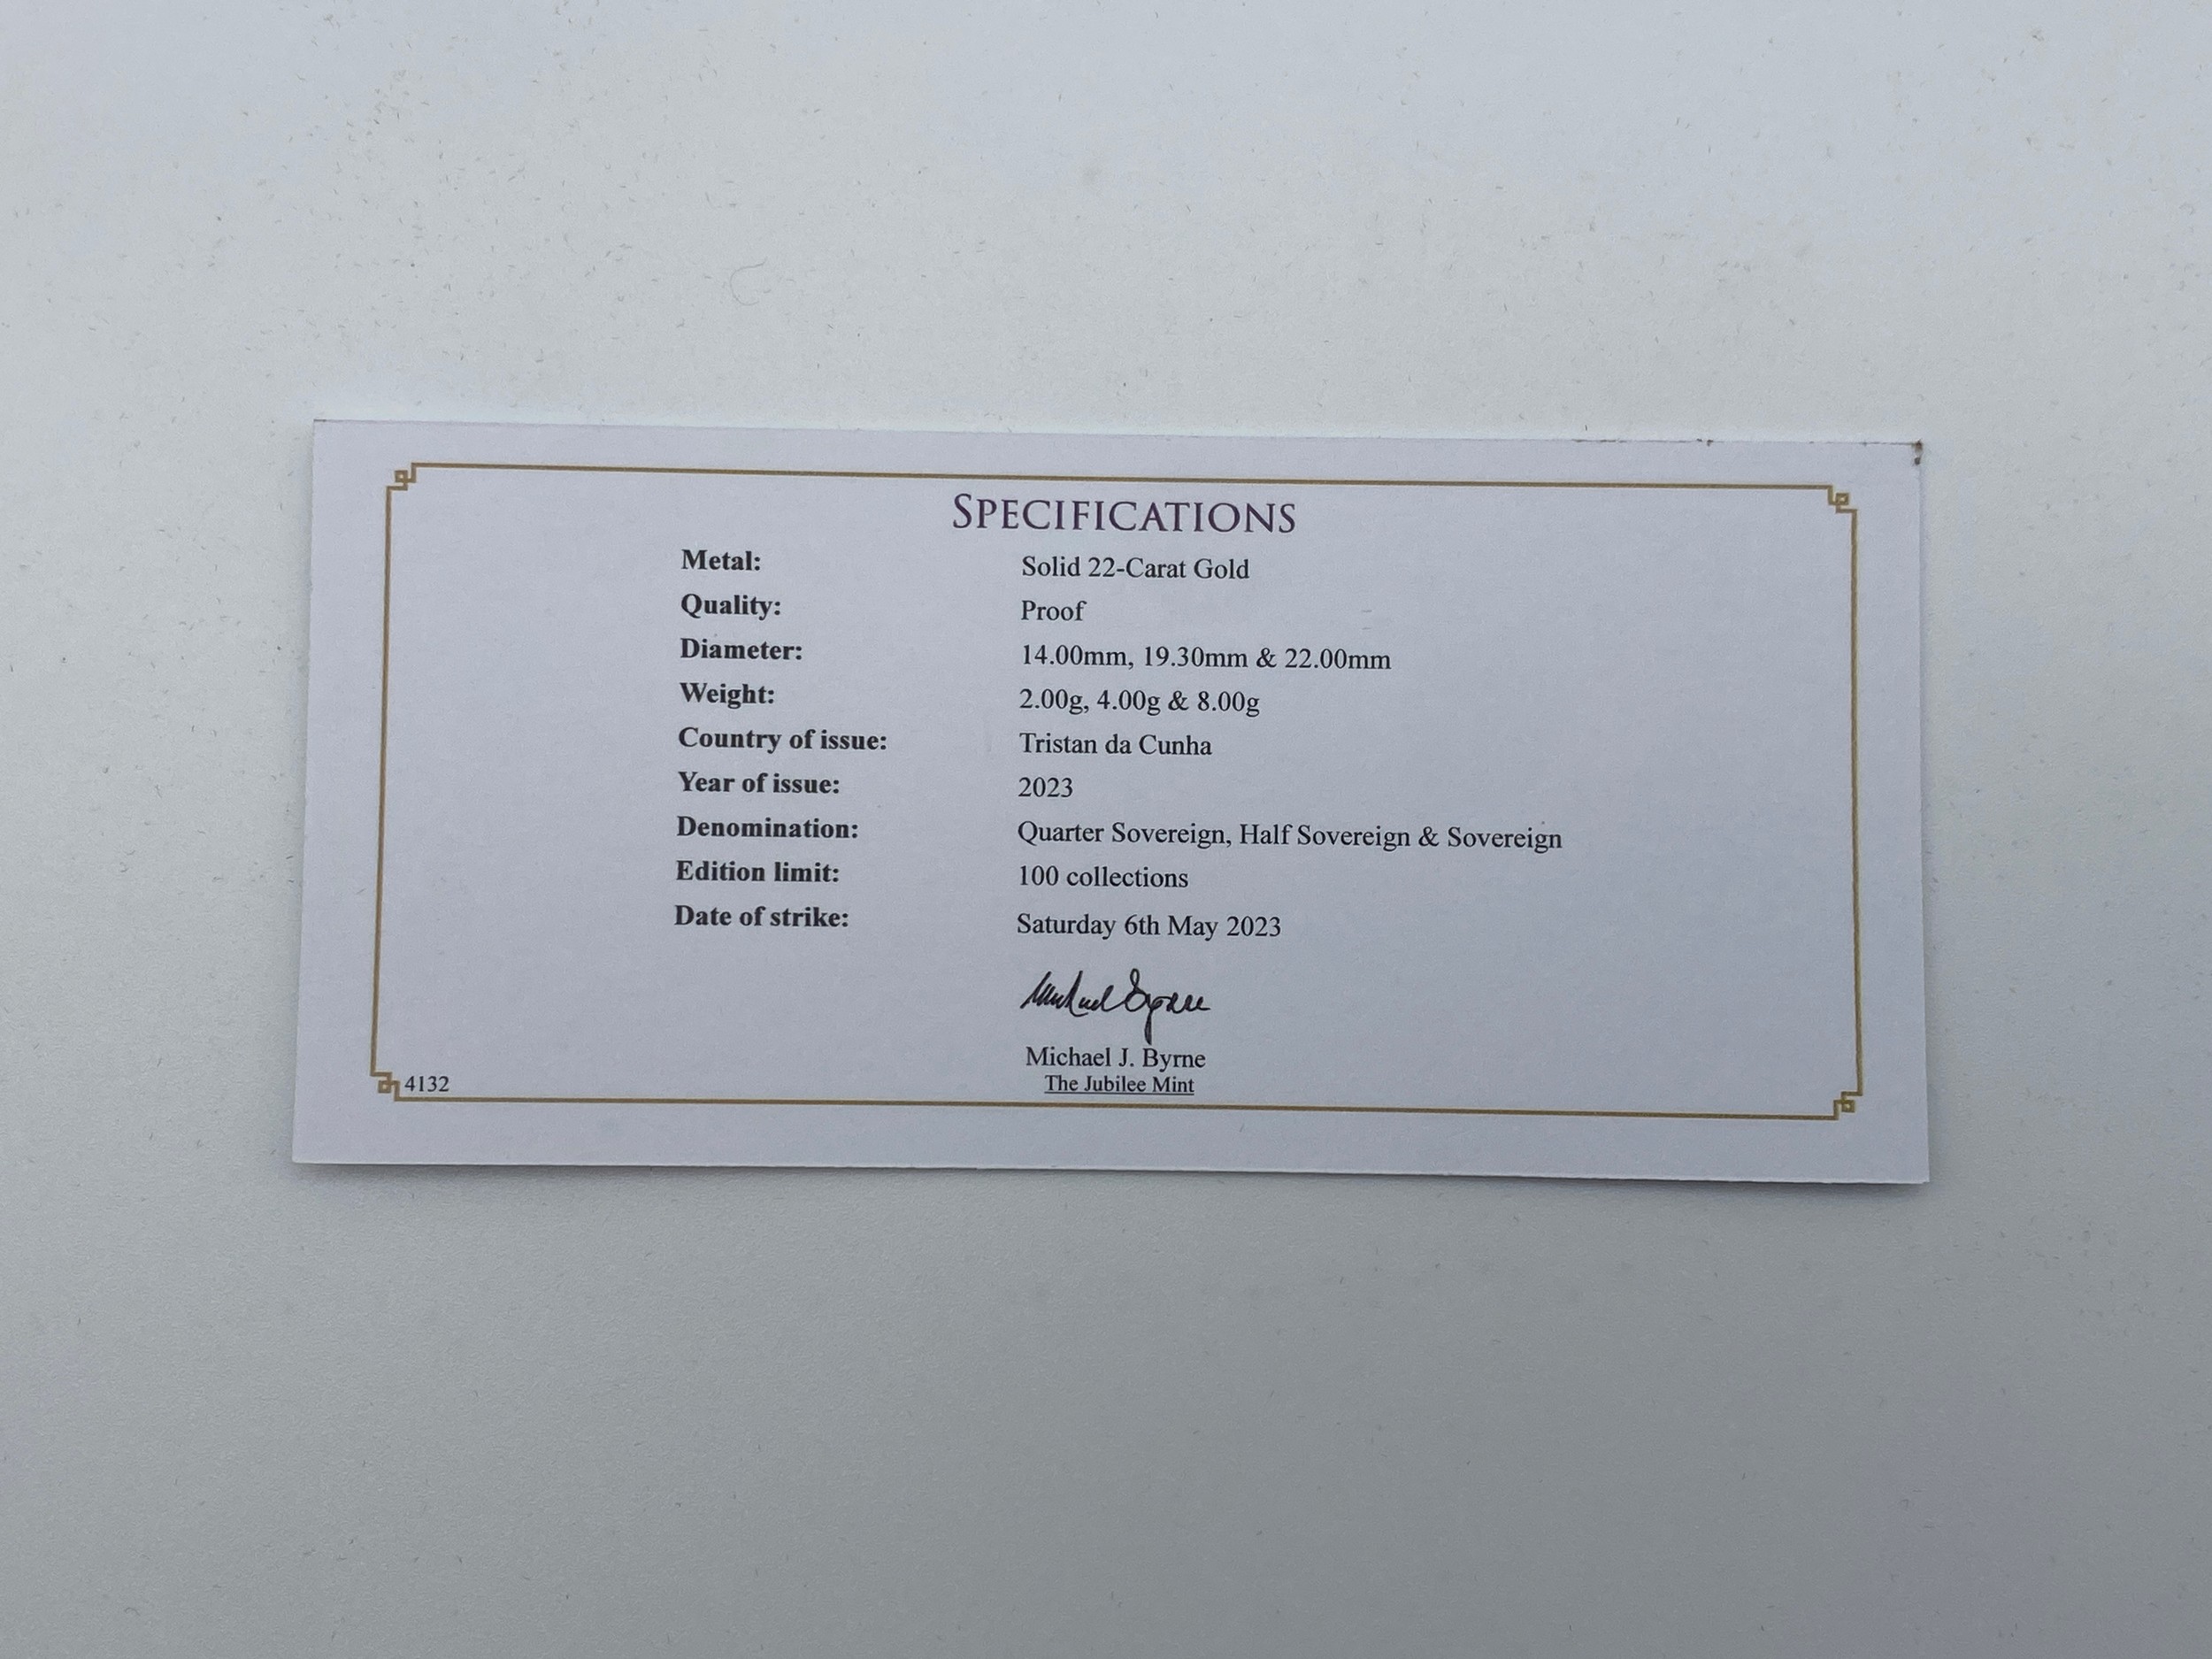 SPECIFICATIONS
Metal: Solid 22-Carat Gold
Quality: Proof
Diameter: 14.00mm, 19.30mm & 22.00mm
Weight: 2.00g, 4.00g & 8.00g
Country of issue: Tristan da Cunha
Year of issue: 2023
Denomination: Quarter Sovereign, Half Sovereign & Sovereign
Edition limit: 100 collections
Date of strike: Saturday 6th May 2023
Michael Byrne
Michael J. Byrne
The Jubilee Mint
4132